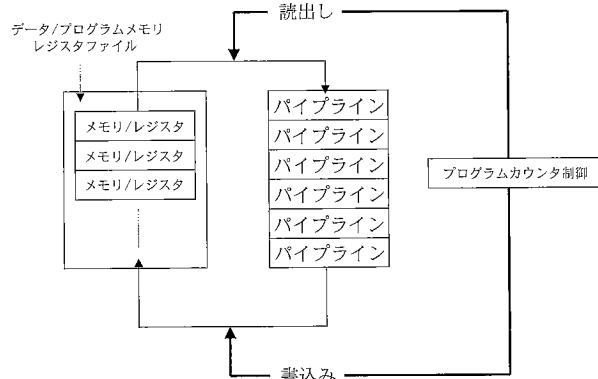 読出し
データ/プログラムメモリ
レジスタファイル
メモリ/レジスタ
メモリ/レジスタ
メモリ/レジスタ
パイプライン
パイプライン
パイプライン
パイプライン
パイプライン
パイプライン
プログラムカウンタ制御
書込み